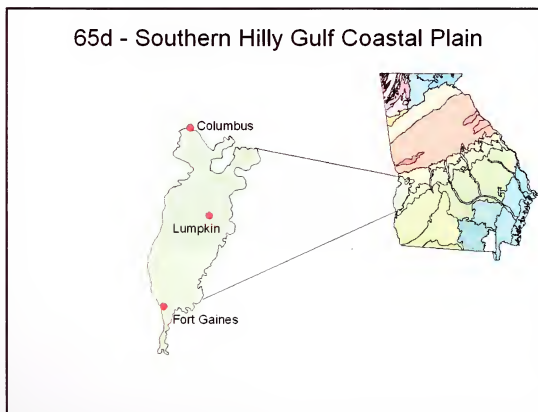 65d - Southern Hilly Gulf Coastal Plain
Columbus
Lumpkin
Fort Gaines